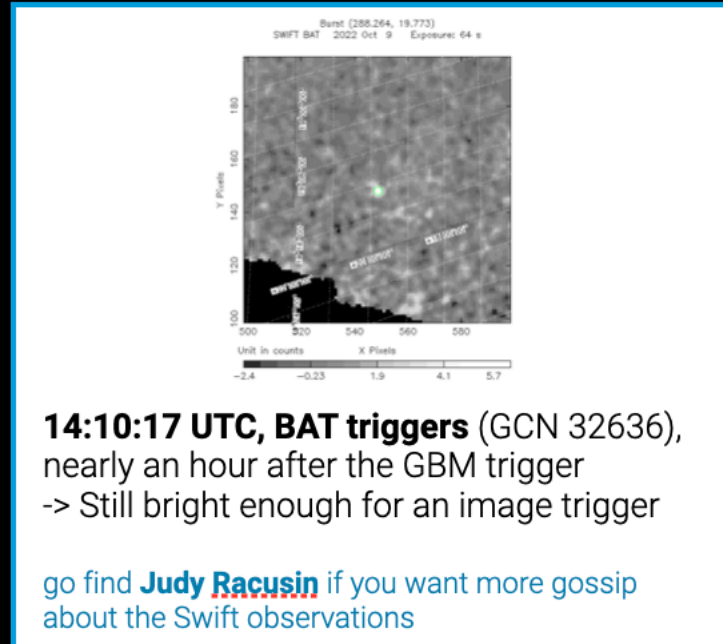 Burst (288.264, 19.773)
SWIFT BAT 2022 Oct 9 Exposure: 64 s
Y Pixels
180
160
140
120
100
500 520 540 560 580
Unit in counts X Pixels
-2.4 -0.23 1.9 4.1 5.7
14:10:17 UTC, BAT triggers (GCN 32636),
nearly an hour after the GBM trigger
-> Still bright enough for an image trigger
go find Judy Racusin if you want more gossip
about the Swift observations